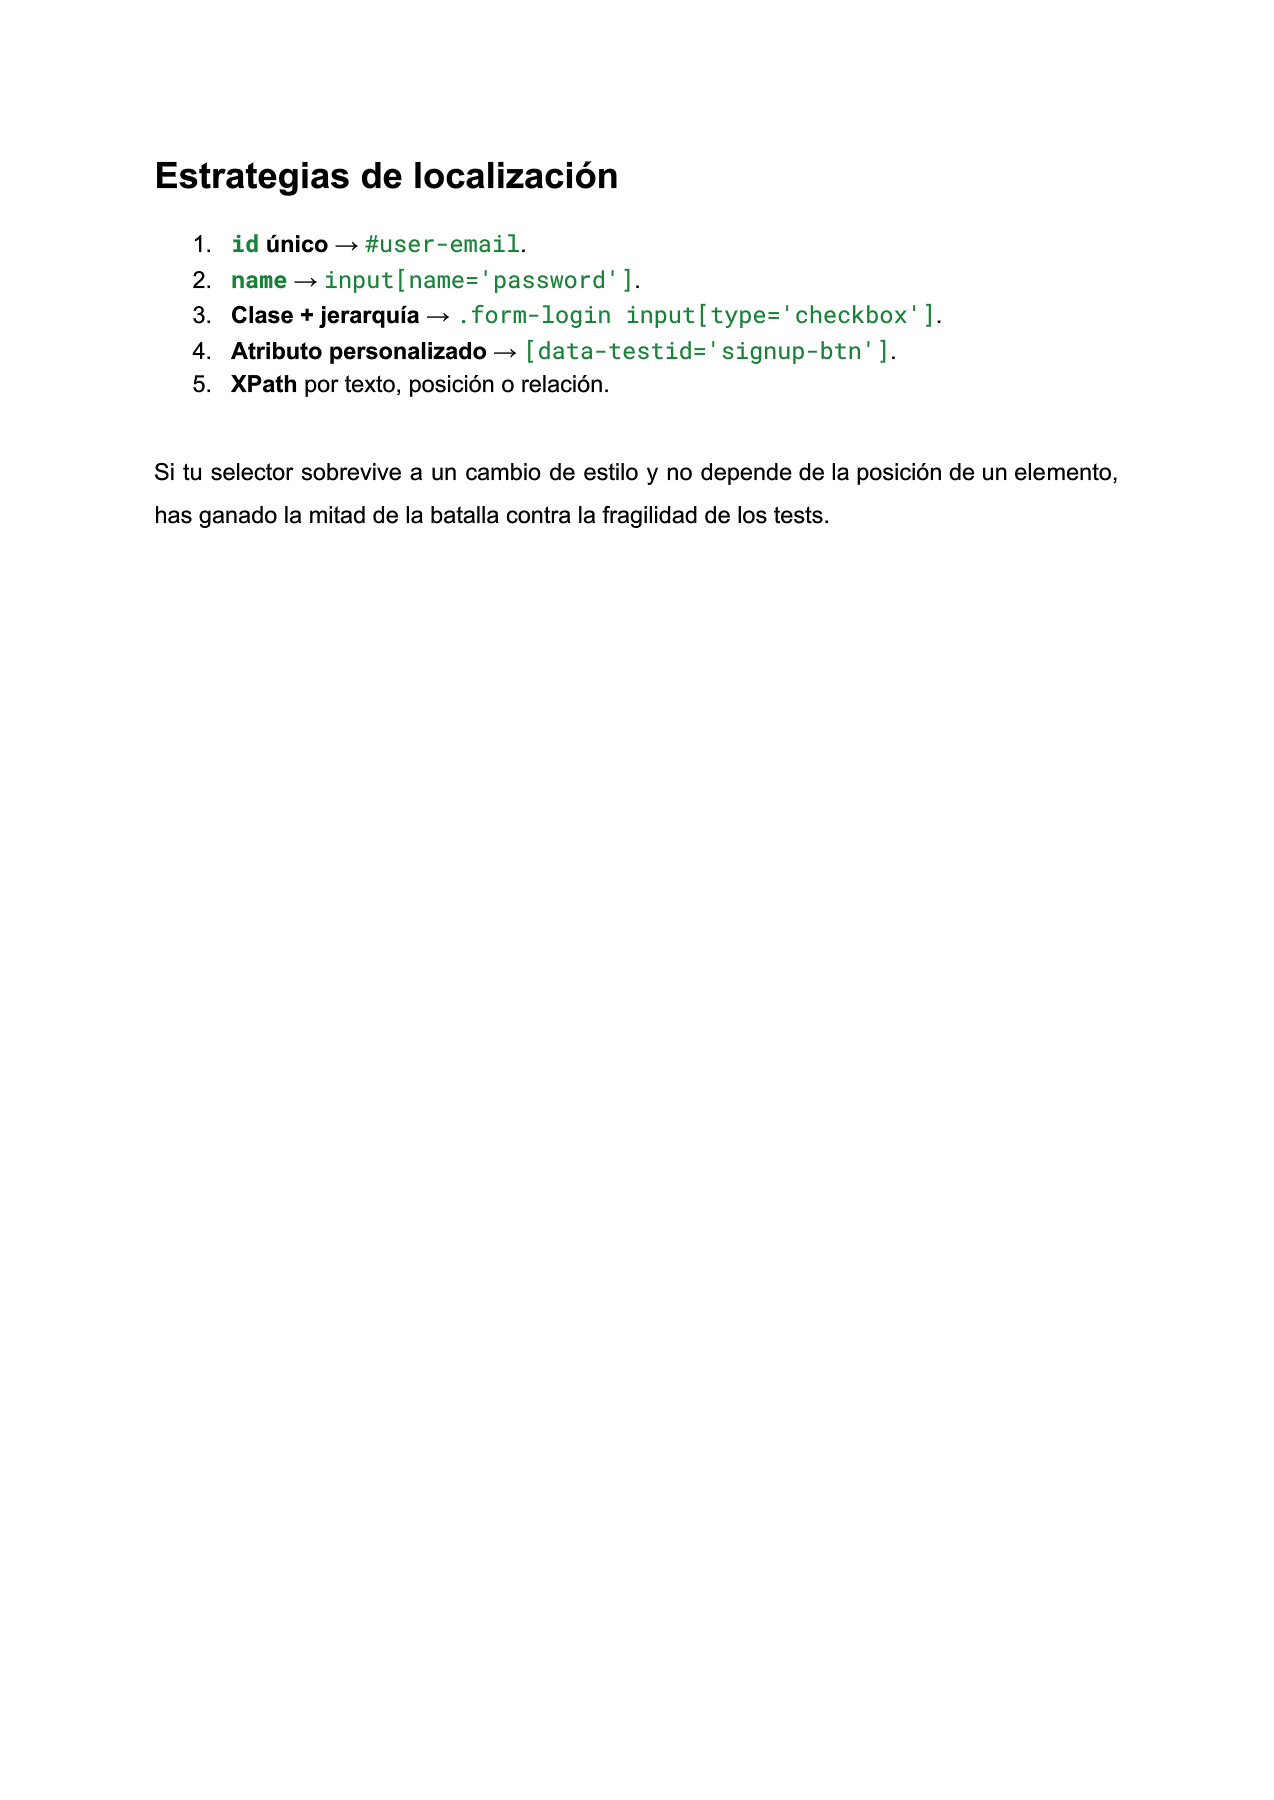 Estrategias de localización
1. id único → #user-email.
2. name → input[name='password'].
3. Clase + jerarquía → .form-login input[type='checkbox'].
4. Atributo personalizado → [data-testid='signup-btn'].
5. XPath por texto, posición o relación.
Si tu selector sobrevive a un cambio de estilo y no depende de la posición de un elemento,
has ganado la mitad de la batalla contra la fragilidad de los tests.